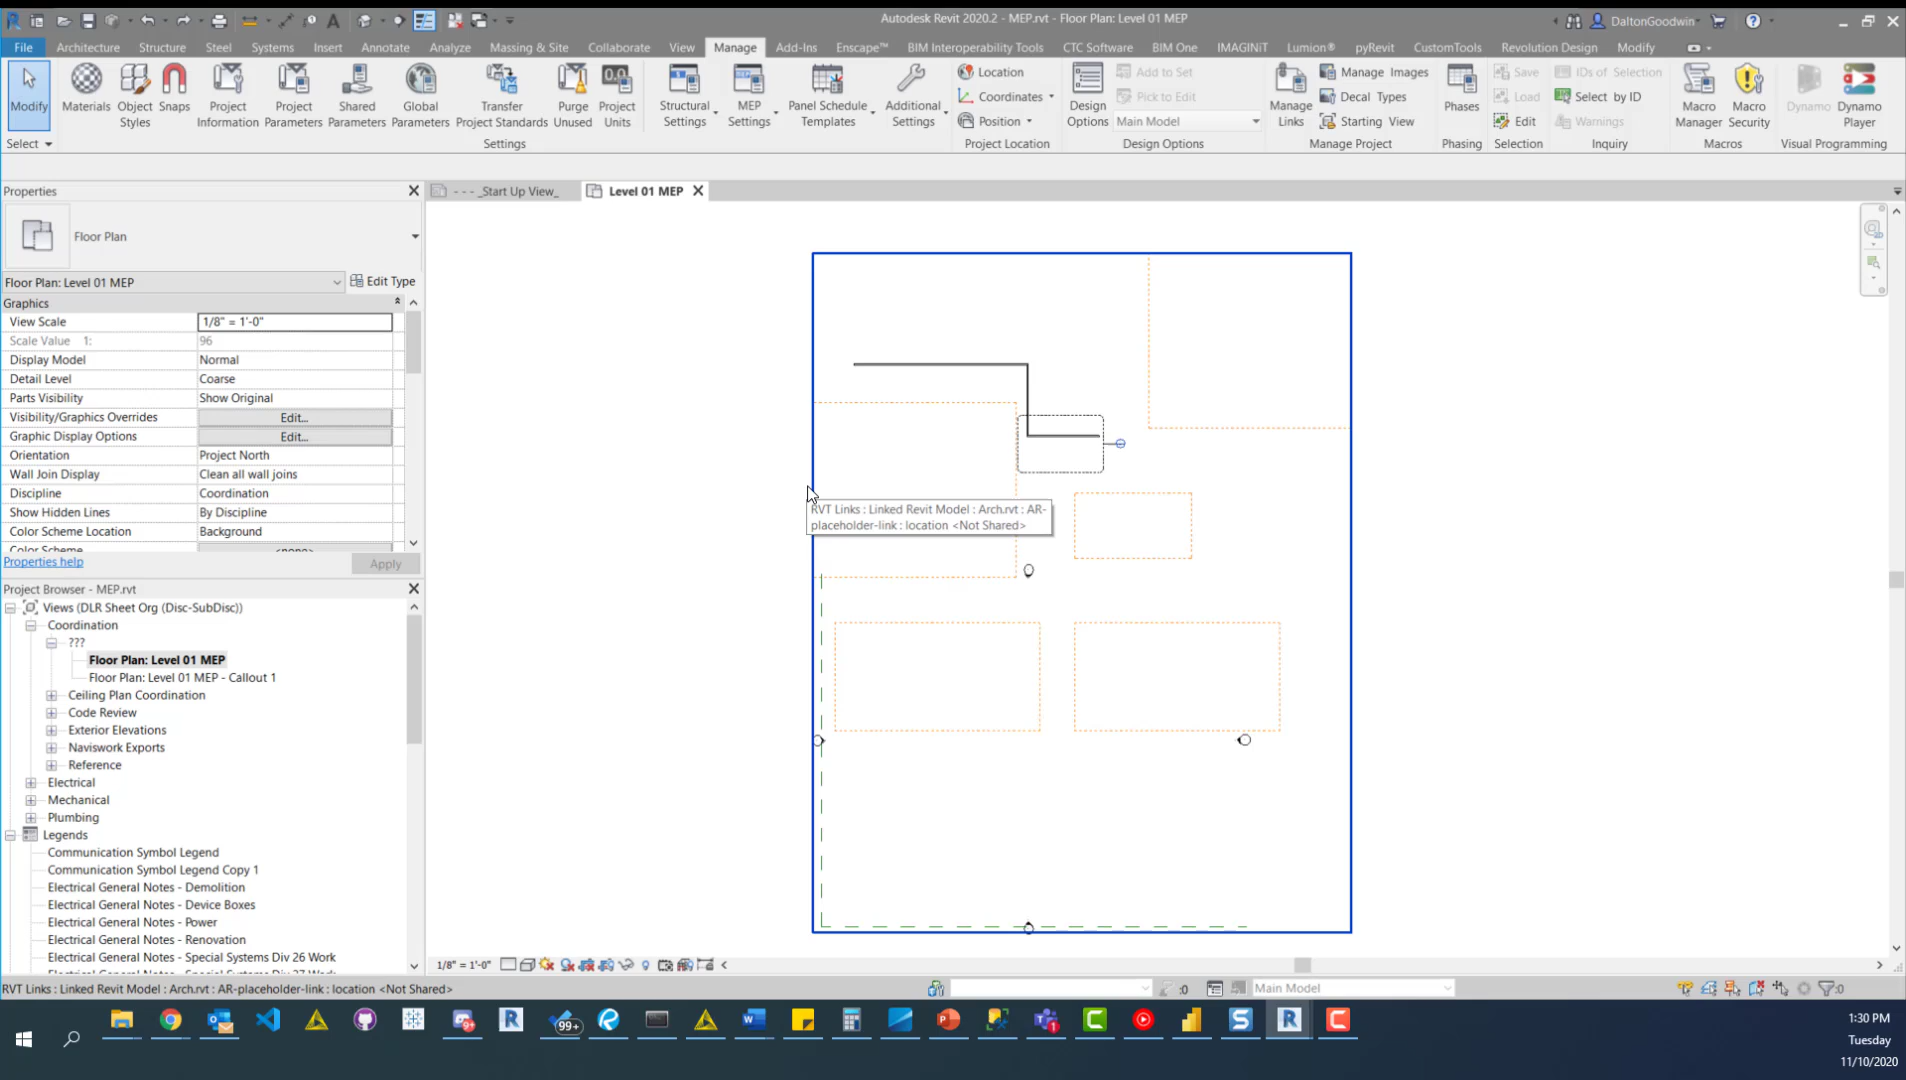 Autodesk Revit 2020.2 - MEP.rvt - Floor Plan: Level 01 MEP
DaltonGoodwin
File Architecture Structure Steel Systems Insert Annotate Analyze Massing & Site Collaborate View Manage Add-Ins Enscape™ BIM Interoperability Tools CTC Software BIM One IMAGINiT Lumion® pyRevit CustomTools Revolution Design Modify
Modify
Materials
Object Styles
Snaps
Project Information
Project Parameters
Shared Parameters
Global Parameters
Transfer Project Standards
Purge Unused
Project Units
Structural Settings
MEP Settings
Panel Schedule Templates
Additional Settings
Location
Coordinates
Position
Design Options
Add to Set
Pick to Edit
Main Model
Manage Links
Manage Images
Decal Types
Starting View
Phases
Save
Load
Edit
IDs of Selection
Select by ID
Warnings
Macro Manager
Macro Security
Dynamo
Dynamo Player
Select Settings Project Location Design Options Manage Project Phasing Selection Inquiry Macros Visual Programming
Properties
- - - _Start Up View_
Level 01 MEP
Floor Plan
Floor Plan: Level 01 MEP
Edit Type
Graphics
View Scale 1/8" = 1'-0"
Scale Value 1: 96
Display Model Normal
Detail Level Coarse
Parts Visibility Show Original
Visibility/Graphics Overrides Edit...
Graphic Display Options Edit...
Orientation Project North
Wall Join Display Clean all wall joins
Discipline Coordination
Show Hidden Lines By Discipline
Color Scheme Location Background
Color Scheme <none>
Properties help
Apply
RVT Links : Linked Revit Model : Arch.rvt : AR-
placeholder-link : location <Not Shared>
Project Browser - MEP.rvt
Views (DLR Sheet Org (Disc-SubDisc))
Coordination
???
Floor Plan: Level 01 MEP
Floor Plan: Level 01 MEP - Callout 1
Ceiling Plan Coordination
Code Review
Exterior Elevations
Naviswork Exports
Reference
Electrical
Mechanical
Plumbing
Legends
Communication Symbol Legend
Communication Symbol Legend Copy 1
Electrical General Notes - Demolition
Electrical General Notes - Device Boxes
Electrical General Notes - Power
Electrical General Notes - Renovation
Electrical General Notes - Special Systems Div 26 Work
Electrical General Notes - Special Systems Div 27 Work
1/8" = 1'-0"
RVT Links : Linked Revit Model : Arch.rvt : AR-placeholder-link : location <Not Shared>
:0
Main Model
:0
99+
1:30 PM
Tuesday
11/10/2020